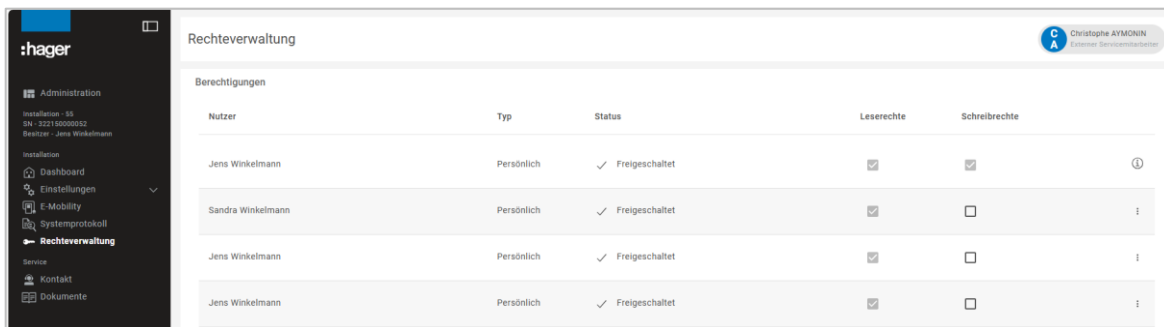 :hager
Administration
Installation - S5
SN - 322150000052
Besitzer - Jens Winkelmann
Installation
Dashboard
Einstellungen
E-Mobility
Systemprotokoll
Rechteverwaltung
Service
Kontakt
Dokumente
Rechteverwaltung
C A
Christophe AYMONIN
Externer Servicemitarbeiter
Berechtigungen
Nutzer Typ Status Leserechte Schreibrechte
Jens Winkelmann Persönlich Freigeschaltet
Sandra Winkelmann Persönlich Freigeschaltet
Jens Winkelmann Persönlich Freigeschaltet
Jens Winkelmann Persönlich Freigeschaltet